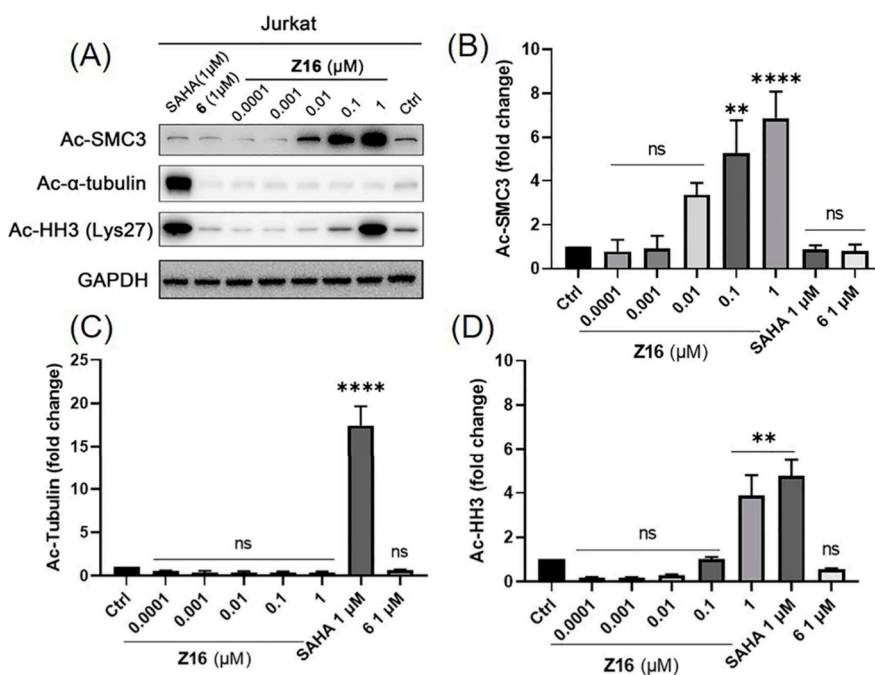 (A)
Jurkat
Z16 (μM)
SAHA(1μM)
6 (1μM)
0.0001
0.001
0.01
0.1
1
Ctrl
Ac-SMC3
Ac-α-tubulin
Ac-HH3 (Lys27)
GAPDH
(B)
Ac-SMC3 (fold change)
10
8
6
4
2
0
ns
**
****
ns
Ctrl
0.0001
0.001
0.01
0.1
1
SAHA 1 μM
6 1 μM
Z16 (μM)
(C)
Ac-Tubulin (fold change)
25
20
15
10
5
0
ns
****
ns
Ctrl
0.0001
0.001
0.01
0.1
1
SAHA 1 μM
6 1 μM
Z16 (μM)
(D)
Ac-HH3 (fold change)
10
8
6
4
2
0
ns
**
ns
Ctrl
0.0001
0.001
0.01
0.1
1
SAHA 1 μM
6 1 μM
Z16 (μM)